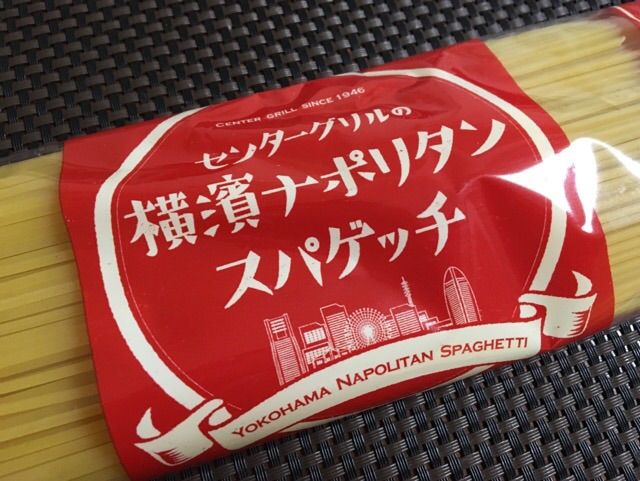 CENTER GRILL SINCE 1946
センターグリルの
横濱ナポリタン
スパゲッチ
YOKOHAMA NAPOLITAN SPAGHETTI